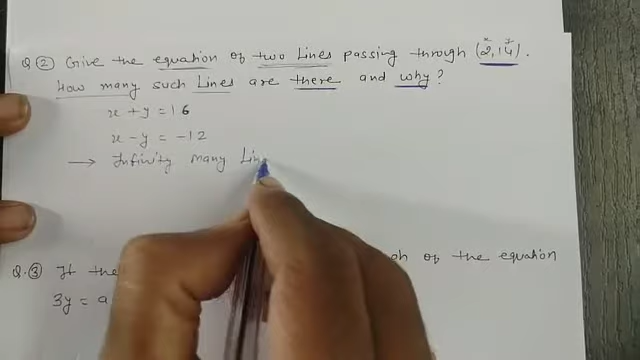 Q② Give the equation of two lines passing through (2,14).
x y
How many such Lines are there and why?
x + y = 16
x - y = -12
→ Infinity many Lin
Q.③ If the of the equation
3y = a